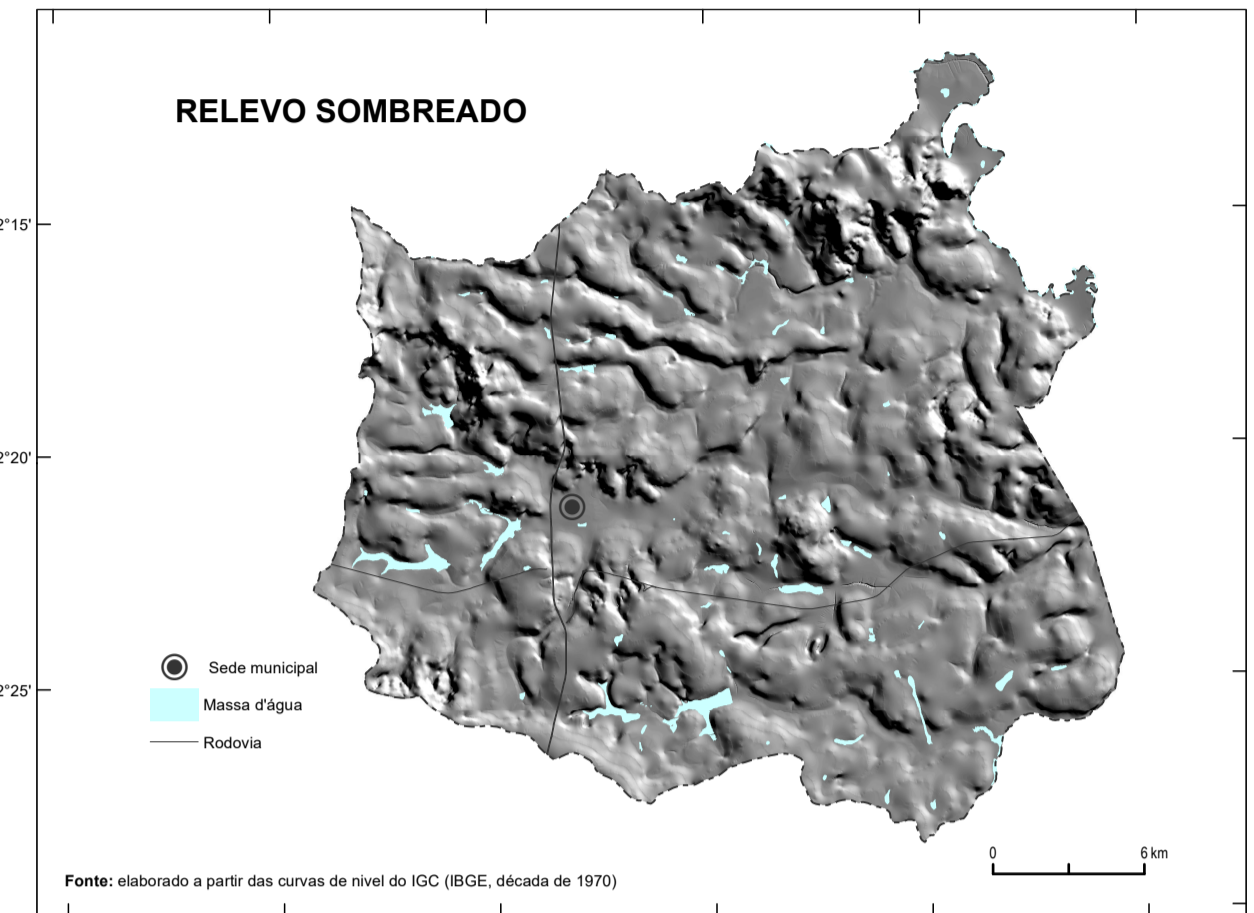 RELEVO SOMBREADO
2°15'
2°20'
2°25'
Sede municipal
Massa d'água
Rodovia
0 6 km
Fonte: elaborado a partir das curvas de nivel do IGC (IBGE, década de 1970)